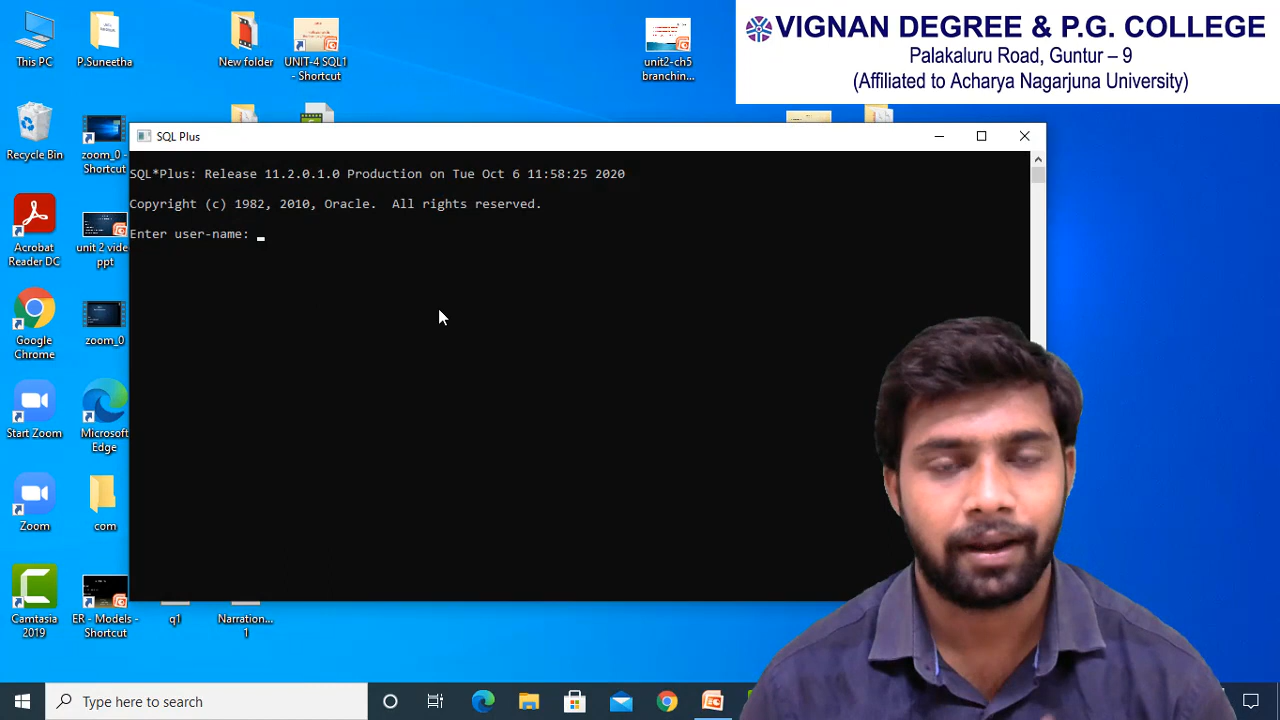 VIGNAN DEGREE & P.G. COLLEGE
Palakaluru Road, Guntur – 9
(Affiliated to Acharya Nagarjuna University)
This PC
P.Suneetha
New folder
UNIT-4 SQL1
- Shortcut
unit2-ch5
branchin...
Recycle Bin
zoom_0 -
Shortcut
SQL Plus
SQL*Plus: Release 11.2.0.1.0 Production on Tue Oct 6 11:58:25 2020
Copyright (c) 1982, 2010, Oracle.  All rights reserved.
Enter user-name:
Acrobat
Reader DC
unit 2 vide
ppt
Google
Chrome
zoom_0
Start Zoom
Microsoft
Edge
Zoom
com
Camtasia
2019
ER - Models -
Shortcut
q1
Narration...
1
Type here to search